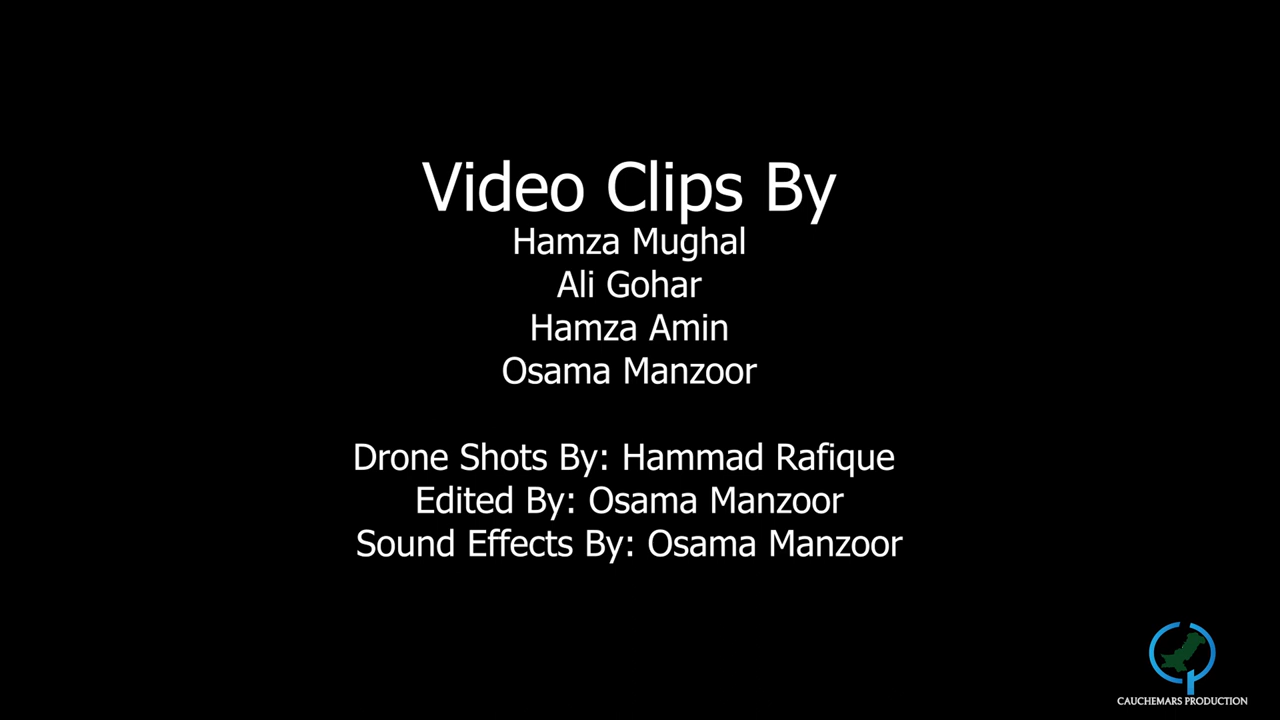 Video Clips By
Hamza Mughal
Ali Gohar
Hamza Amin
Osama Manzoor
Drone Shots By: Hammad Rafique
Edited By: Osama Manzoor
Sound Effects By: Osama Manzoor
CAUCHEMARS PRODUCTION